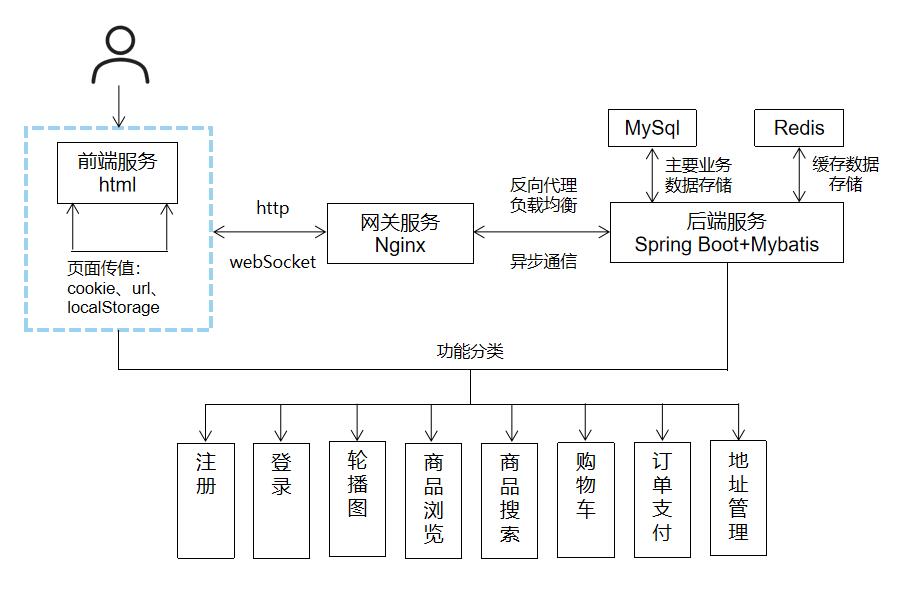 MySql
Redis
前端服务
html
主要业务
数据存储
缓存数据
存储
http
webSocket
网关服务
Nginx
反向代理
负载均衡
异步通信
后端服务
Spring Boot+Mybatis
页面传值：
cookie、url、
localStorage
功能分类
注册
登录
轮播图
商品浏览
商品搜索
购物车
订单支付
地址管理